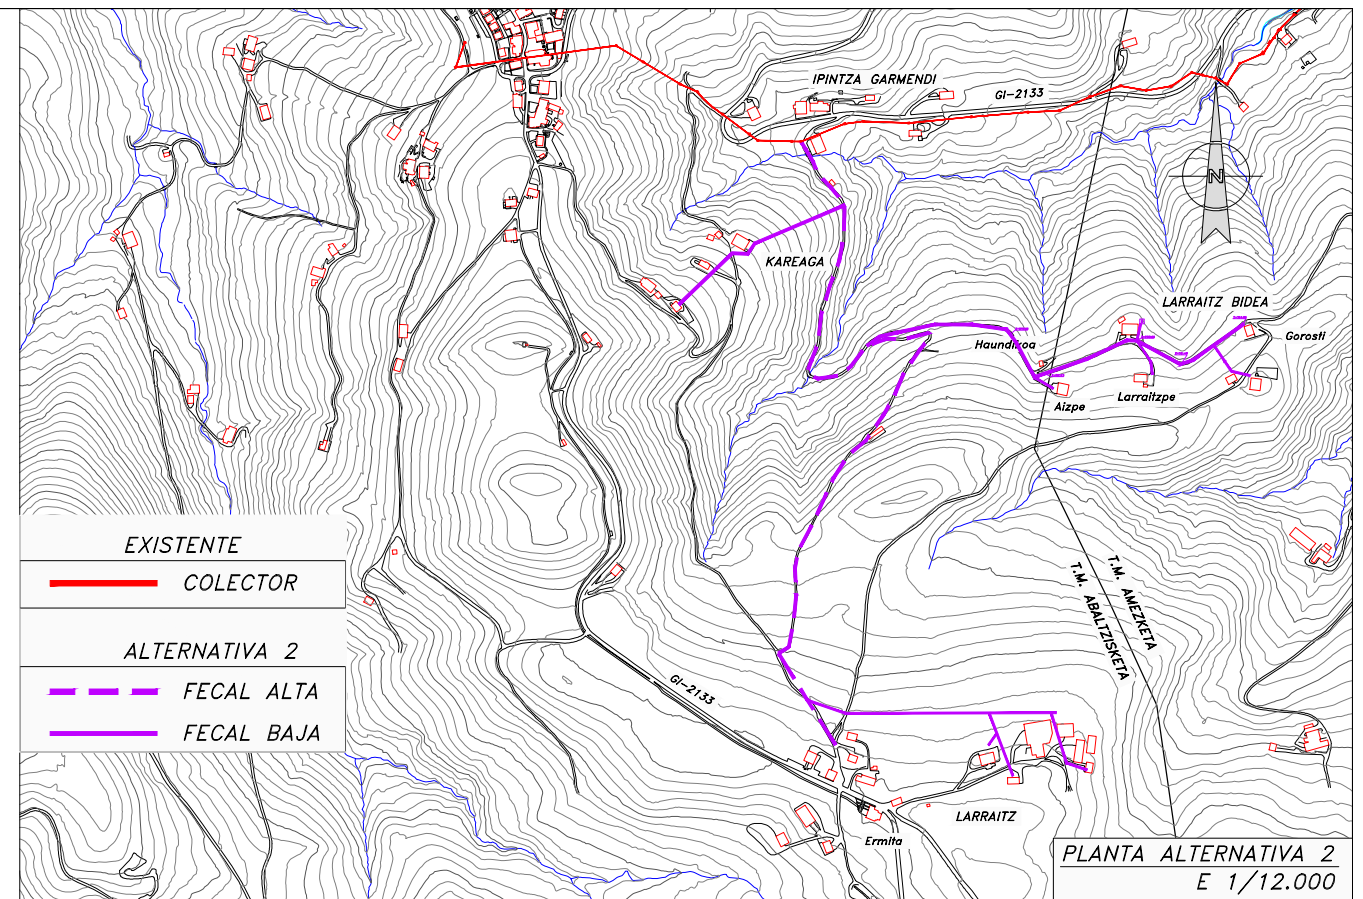 IPINTZA GARMENDI
GI-2133
N
KAREAGA
LARRAITZ BIDEA
Haundikoa
Gorosti
Aizpe
Larraitzpe
EXISTENTE
COLECTOR
ALTERNATIVA 2
FECAL ALTA
FECAL BAJA
T.M. AMEZKETA
T.M. ABALTZISKETA
GI-2133
LARRAITZ
Ermita
PLANTA ALTERNATIVA 2
E 1/12.000